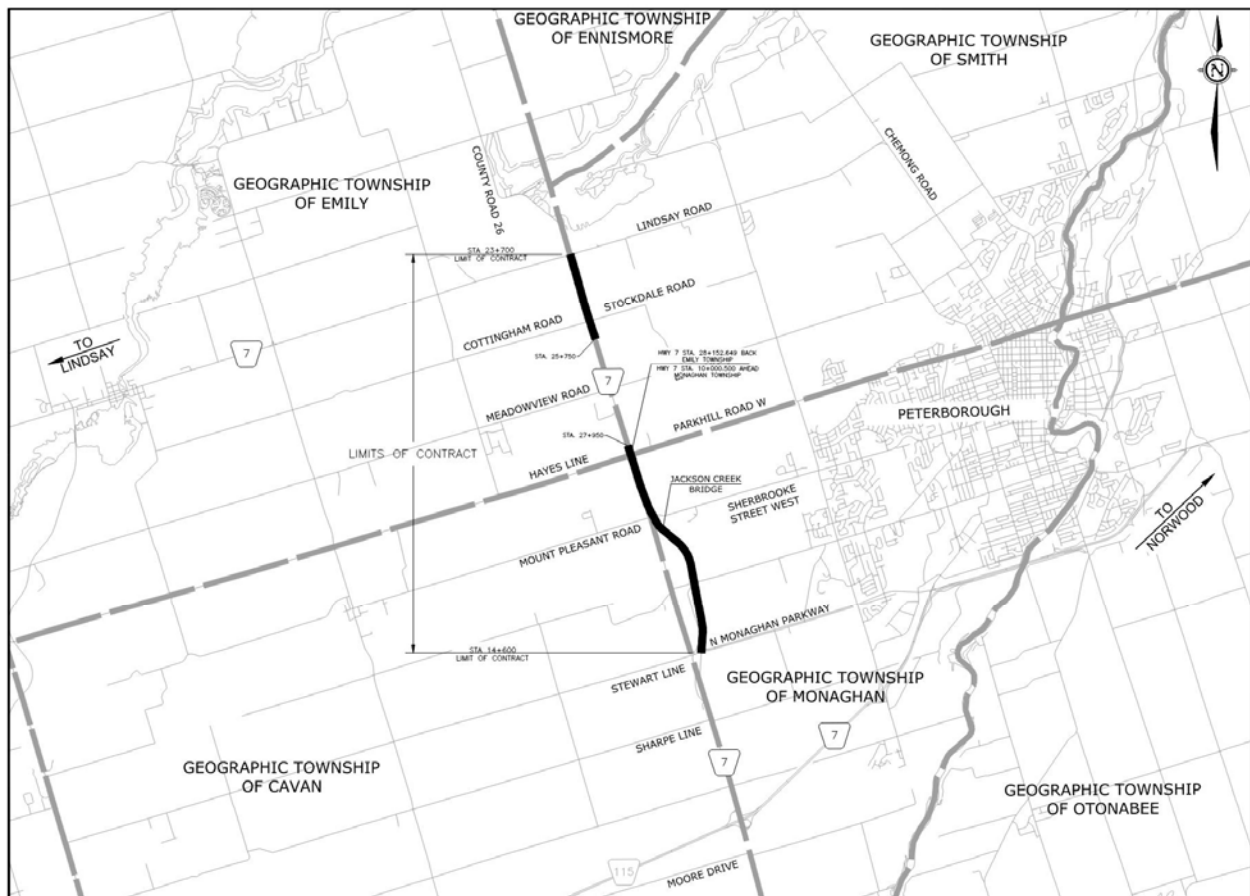 GEOGRAPHIC TOWNSHIP
OF ENNISMORE
GEOGRAPHIC TOWNSHIP
OF SMITH
N
CHEMONG ROAD
COUNTY ROAD 26
GEOGRAPHIC TOWNSHIP
OF EMILY
LINDSAY ROAD
STA. 23+700
LIMIT OF CONTRACT
STOCKDALE ROAD
COTTINGHAM ROAD
TO
LINDSAY
7
STA. 25+750
HWY 7 STA. 28+152.649 BACK
EMILY TOWNSHIP
HWY 7 STA. 10+000.500 AHEAD
MONAGHAN TOWNSHIP
7
MEADOWVIEW ROAD
PARKHILL ROAD W
PETERBOROUGH
STA. 27+950
LIMITS OF CONTRACT
HAYES LINE
JACKSON CREEK
BRIDGE
SHERBROOKE
STREET WEST
TO
NORWOOD
MOUNT PLEASANT ROAD
N MONAGHAN PARKWAY
STA. 14+600
LIMIT OF CONTRACT
STEWART LINE
GEOGRAPHIC TOWNSHIP
OF MONAGHAN
SHARPE LINE
7
7
GEOGRAPHIC TOWNSHIP
OF CAVAN
GEOGRAPHIC TOWNSHIP
OF OTONABEE
115
MOORE DRIVE